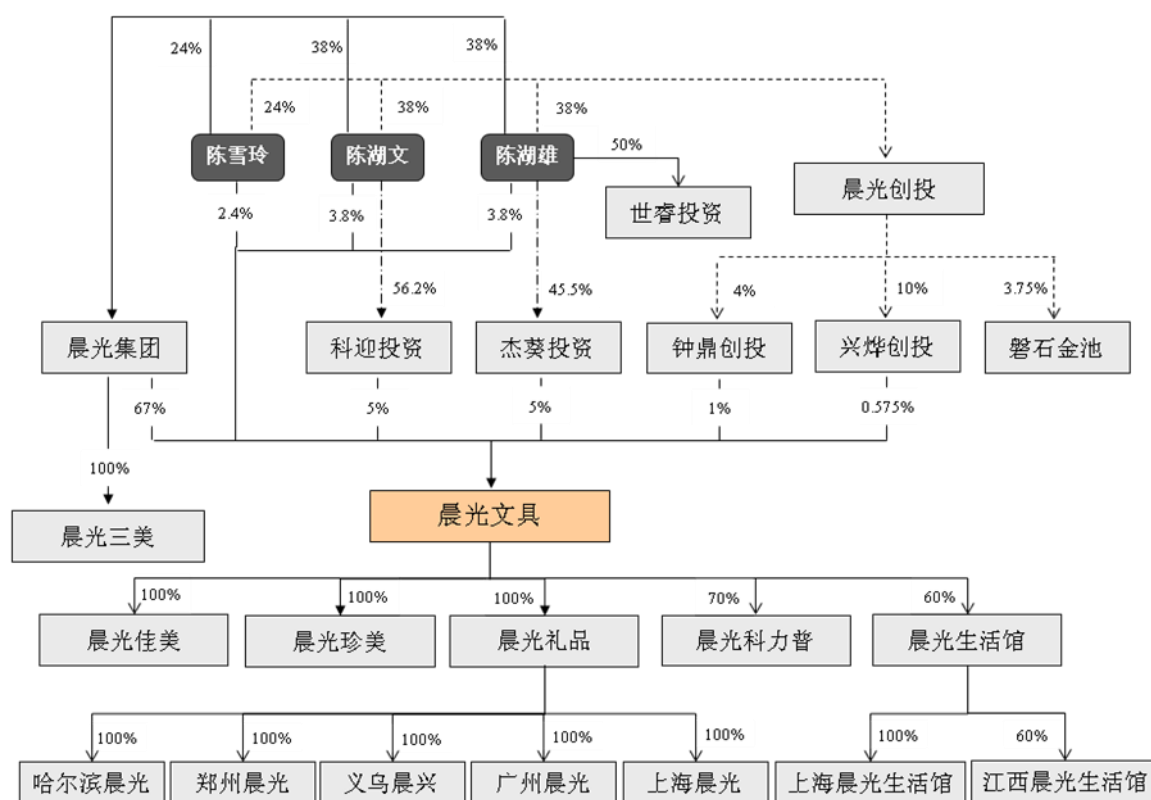 24%
38%
38%
24%
38%
38%
陈雪玲
陈湖文
陈湖雄
50%
晨光创投
世睿投资
2.4%
3.8%
3.8%
56.2%
45.5%
4%
10%
3.75%
晨光集团
科迎投资
杰葵投资
钟鼎创投
兴烨创投
磐石金池
67%
5%
5%
1%
0.575%
100%
晨光文具
晨光三美
100%
100%
100%
70%
60%
晨光佳美
晨光珍美
晨光礼品
晨光科力普
晨光生活馆
100%
100%
100%
100%
100%
100%
60%
哈尔滨晨光
郑州晨光
义乌晨兴
广州晨光
上海晨光
上海晨光生活馆
江西晨光生活馆